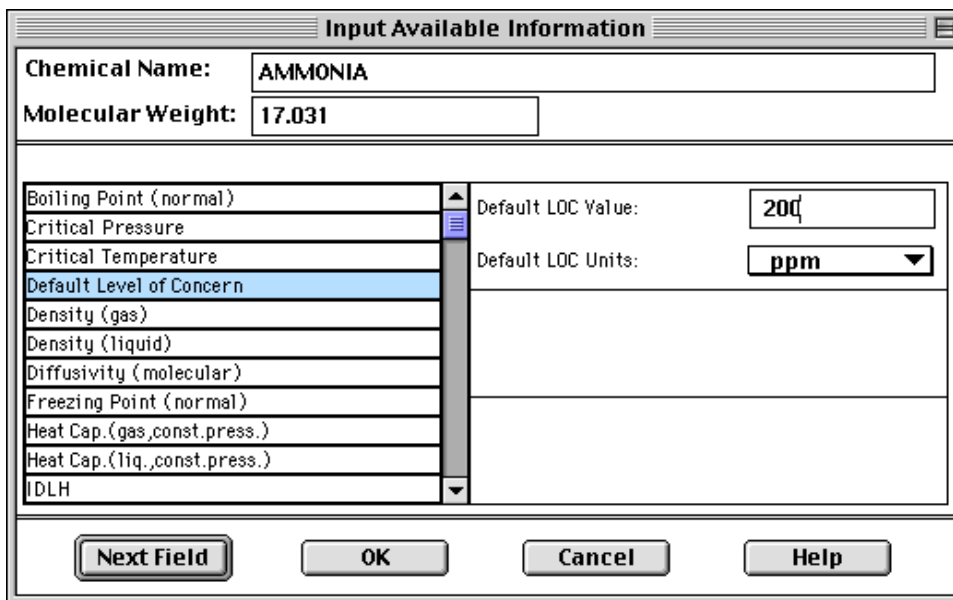 Input Available Information
Chemical Name: AMMONIA
Molecular Weight: 17.031
Boiling Point (normal)
Critical Pressure
Critical Temperature
Default Level of Concern
Density (gas)
Density (liquid)
Diffusivity (molecular)
Freezing Point (normal)
Heat Cap.(gas,const.press.)
Heat Cap.(liq.,const.press.)
IDLH
Default LOC Value: 200
Default LOC Units: ppm
Next Field OK Cancel Help